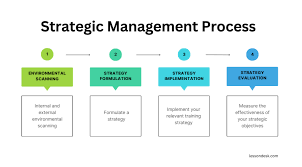 Strategic Management Process
1
2
3
4
ENVIRONMENTAL
SCANNING
STRATEGY
FORMULATION
STRATEGY
IMPLEMENTATION
STRATEGY
EVALUATION
Internal and
external
environmental
scanning
Formulate a
strategy
Implement your
relevant training
strategy
Measure the
effectiveness of
your strategic
objectives